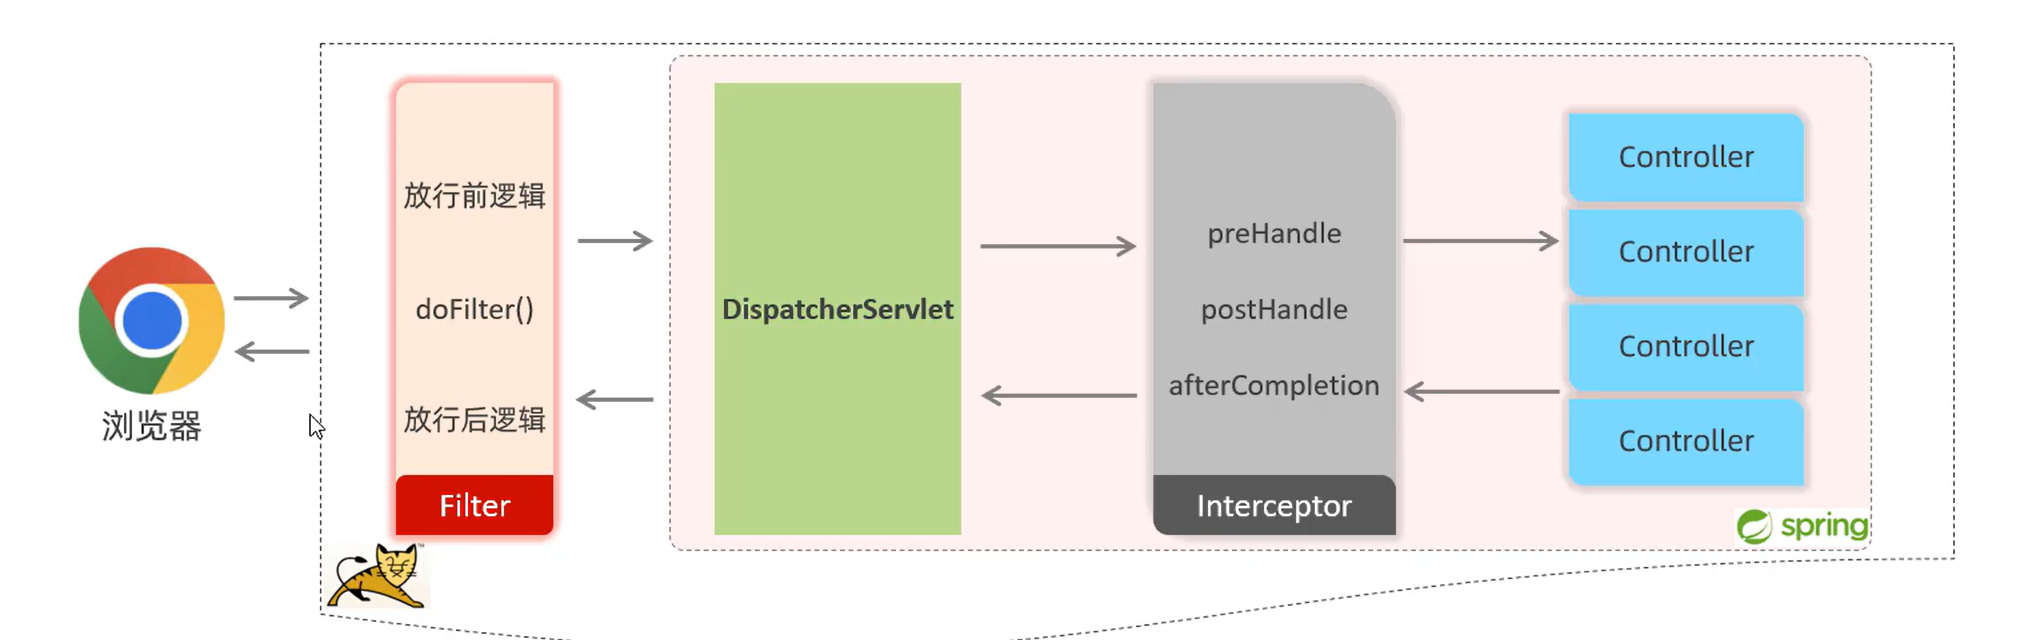 浏览器
放行前逻辑
doFilter()
放行后逻辑
Filter
DispatcherServlet
preHandle
postHandle
afterCompletion
Interceptor
Controller
Controller
Controller
Controller
spring